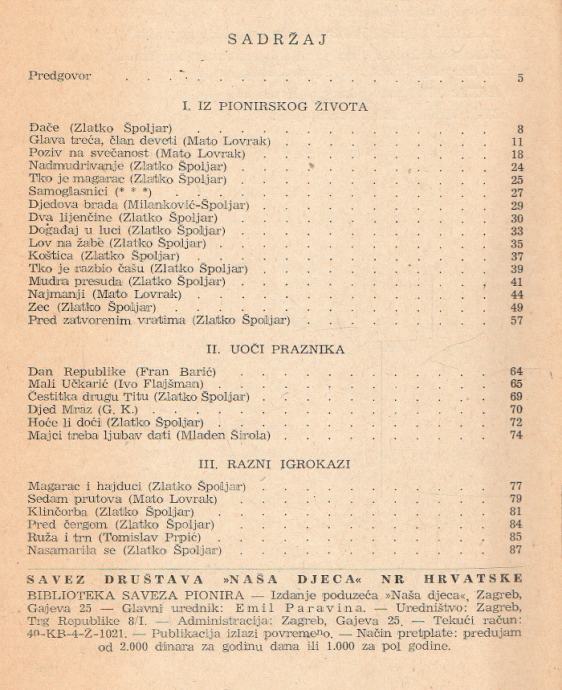 SADRŽAJ
Predgovor . . . . . . . . . . . . . 5
I. IZ PIONIRSKOG ŽIVOTA
Đače (Zlatko Špoljar) . . . . . . . . . . 8
Glava treća, član deveti (Mato Lovrak) . . . . . . . 11
Poziv na svečanost (Mato Lovrak) . . . . . . . . 18
Nadmudrivanje (Zlatko Špoljar) . . . . . . . . 24
Tko je magarac (Zlatko Špoljar) . . . . . . . . 25
Samoglasnici (* * *) . . . . . . . . . . 27
Djedova brada (Milanković-Špoljar) . . . . . . . . 29
Dva lijenčine (Zlatko Špoljar) . . . . . . . . 30
Događaj u luci (Zlatko Špoljar) . . . . . . . . 33
Lov na žabe (Zlatko Špoljar) . . . . . . . . . 35
Koštica (Zlatko Špoljar) . . . . . . . . . 37
Tko je razbio čašu (Zlatko Špoljar) . . . . . . . . 39
Mudra presuda (Zlatko Špoljar) . . . . . . . . 41
Najmanji (Mato Lovrak) . . . . . . . . . 44
Zec (Zlatko Špoljar) . . . . . . . . . . 49
Pred zatvorenim vratima (Zlatko Špoljar) . . . . . . . 57
II. UOČI PRAZNIKA
Dan Republike (Fran Barić) . . . . . . . . . 64
Mali Učkarić (Ivo Flajšman) . . . . . . . . . 65
Čestitka drugu Titu (Zlatko Špoljar) . . . . . . . . 69
Djed Mraz (G. K.) . . . . . . . . . . 70
Hoće li doći (Zlatko Špoljar) . . . . . . . . . 72
Majci treba ljubav dati (Mladen Širola) . . . . . . . 74
III. RAZNI IGROKAZI
Magarac i hajduci (Zlatko Špoljar) . . . . . . . . 77
Sedam prutova (Mato Lovrak) . . . . . . . . 79
Klinčorba (Zlatko Špoljar) . . . . . . . . . 81
Pred čergom (Zlatko Špoljar) . . . . . . . . . 84
Ruža i trn (Tomislav Prpić) . . . . . . . . . 85
Nasamarila se (Zlatko Špoljar) . . . . . . . . 87
SAVEZ DRUŠTAVA »NAŠA DJECA« NR HRVATSKE
BIBLIOTEKA SAVEZA PIONIRA — Izdanje poduzeća »Naša djeca«, Zagreb,
Gajeva 25 — Glavni urednik: Emil Paravina. — Uredništvo: Zagreb,
Trg Republike 8/I. — Administracija: Zagreb, Gajeva 25. — Tekući račun:
40-KB-4-Ž-1021. — Publikacija izlazi povremeno. — Način pretplate: predujam
od 2.000 dinara za godinu dana ili 1.000 za pol godine.